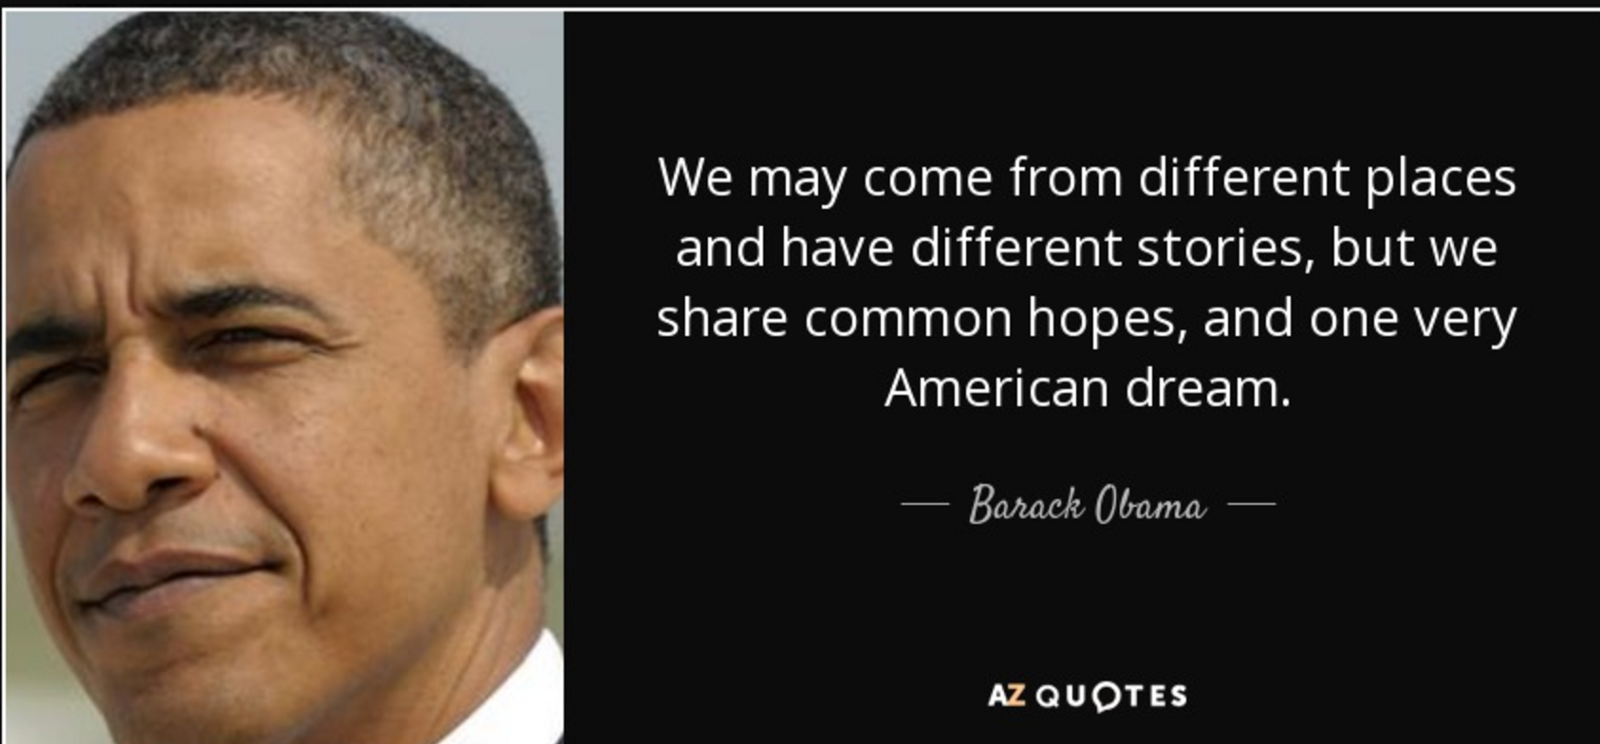 We may come from different places
and have different stories, but we
share common hopes, and one very
American dream.
Barack Obama
AZ QUOTES